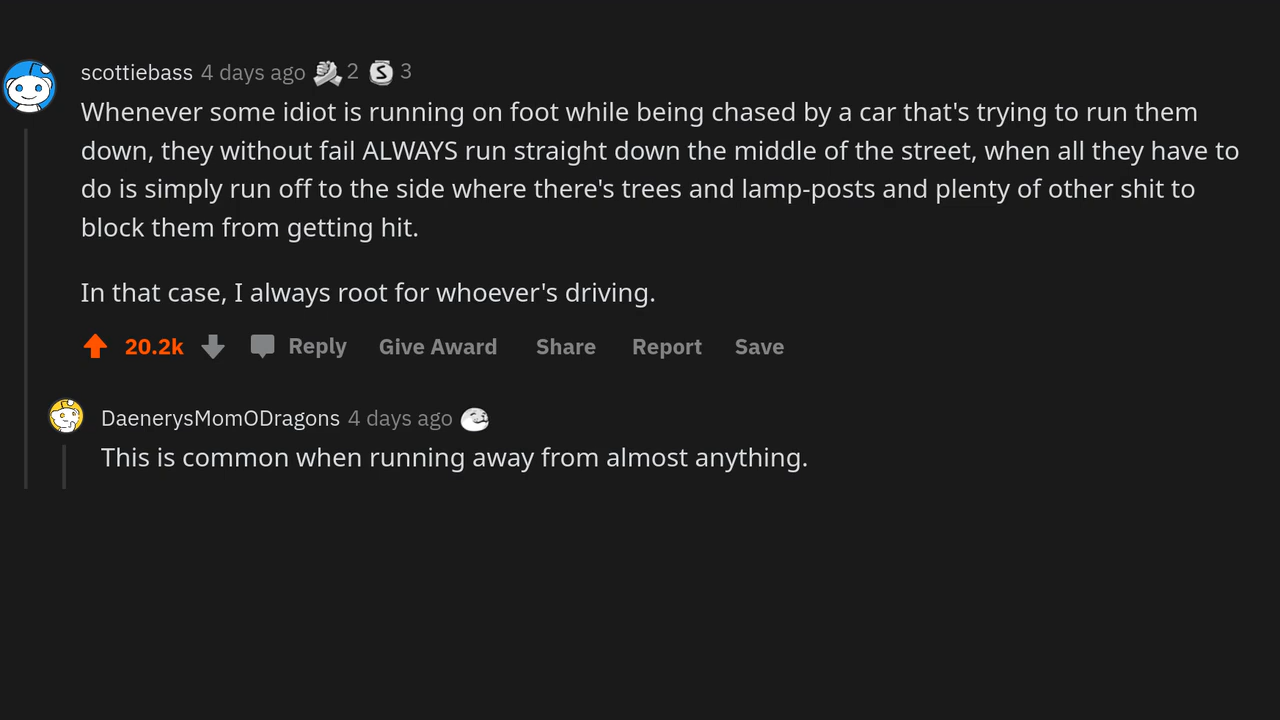 scottiebass 4 days ago 2 S 3
Whenever some idiot is running on foot while being chased by a car that's trying to run them
down, they without fail ALWAYS run straight down the middle of the street, when all they have to
do is simply run off to the side where there's trees and lamp-posts and plenty of other shit to
block them from getting hit.
In that case, I always root for whoever's driving.
20.2k Reply Give Award Share Report Save
DaenerysMomODragons 4 days ago
This is common when running away from almost anything.